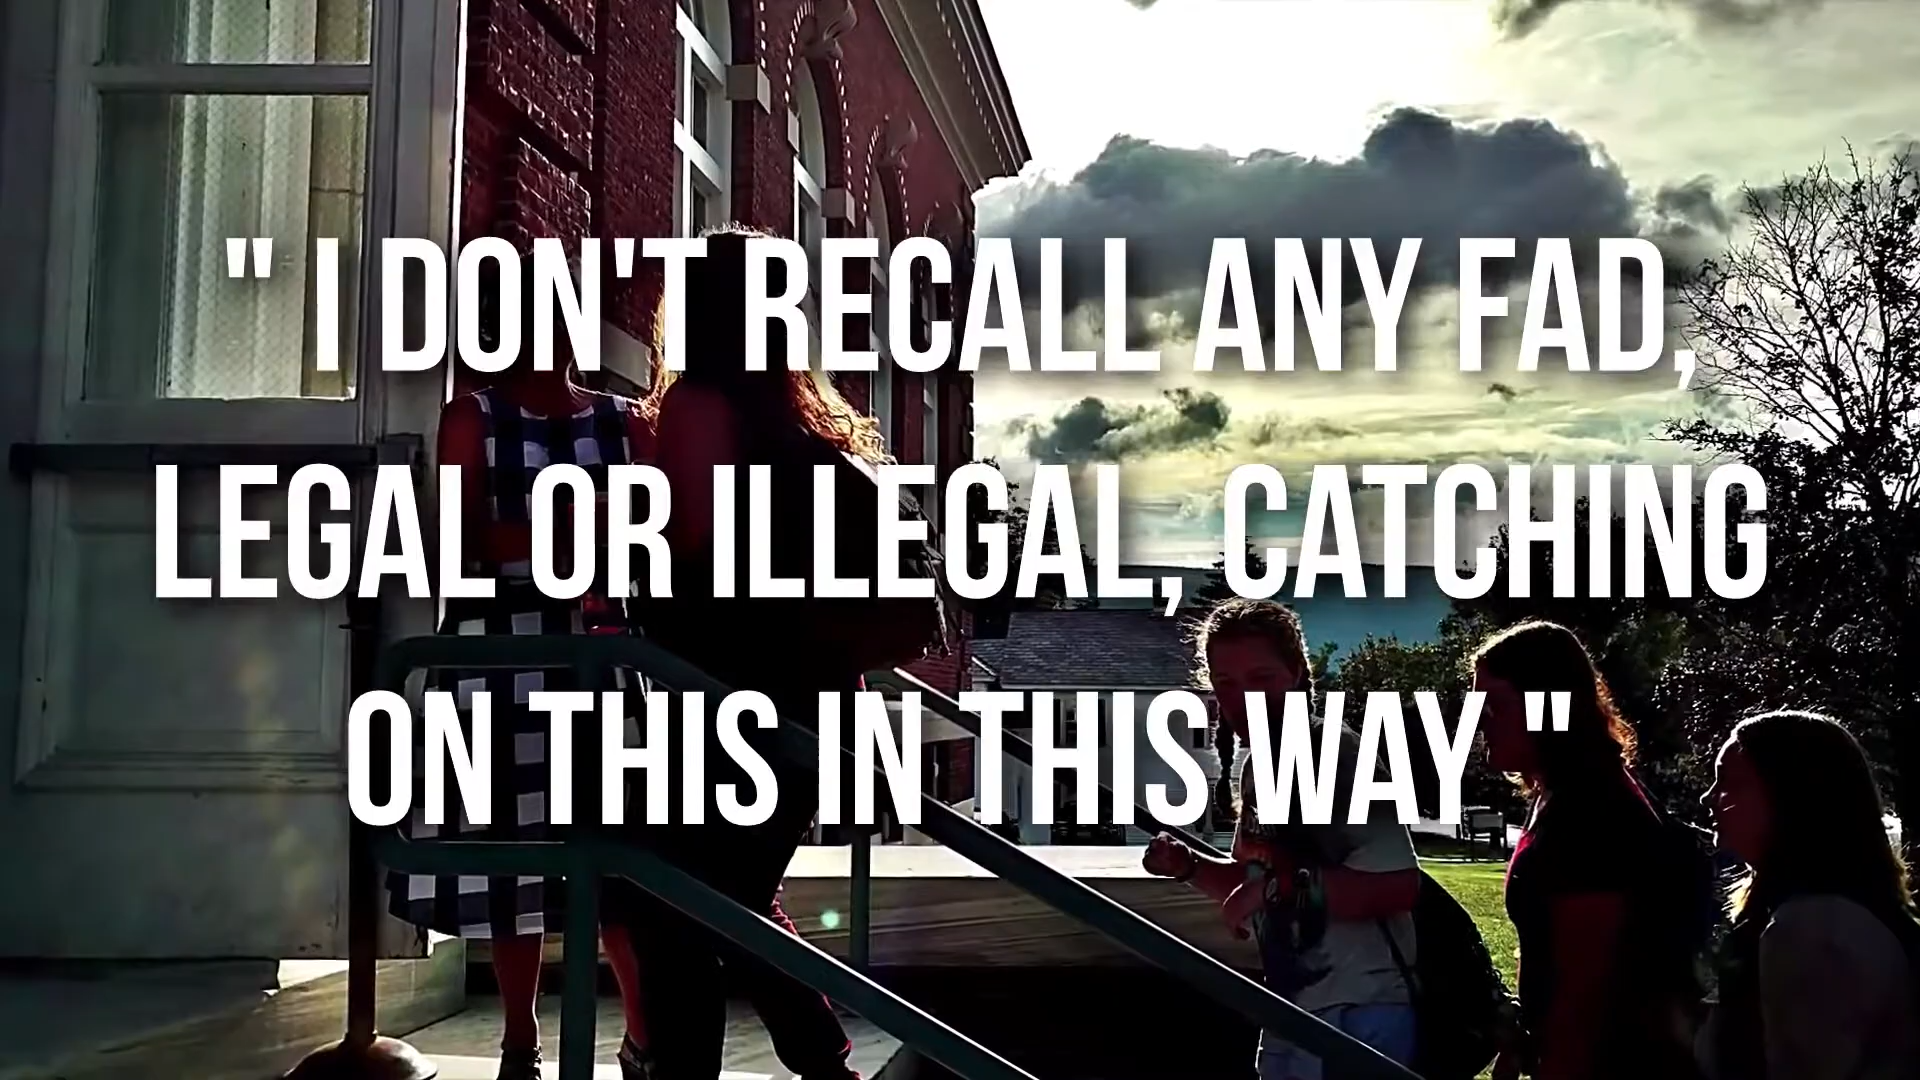 " I DON'T RECALL ANY FAD,
LEGAL OR ILLEGAL, CATCHING
ON THIS IN THIS WAY "